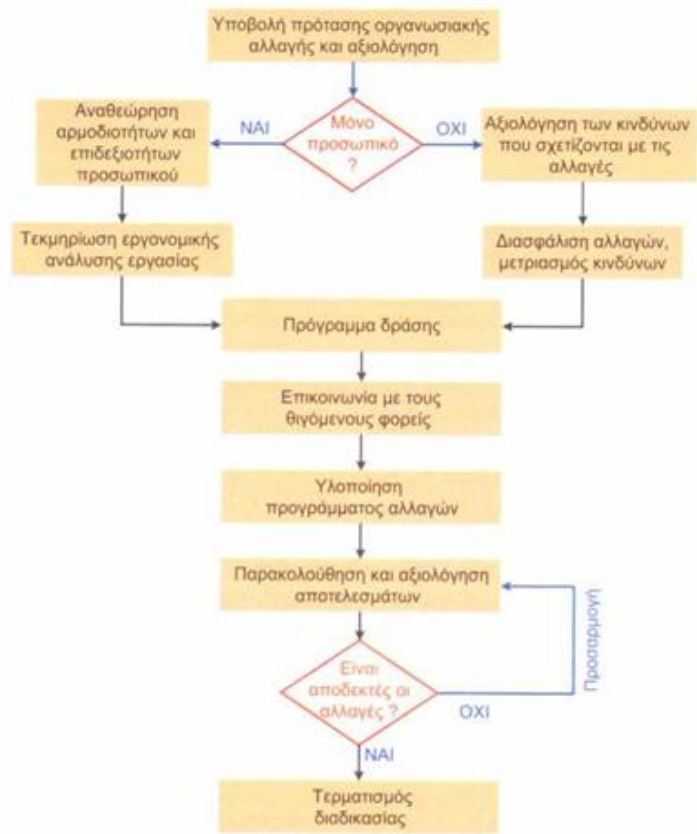 Υποβολή πρότασης οργανωσιακής
αλλαγής και αξιολόγηση
Μόνο
προσωπικό
?
ΝΑΙ
ΟΧΙ
Αναθεώρηση
αρμοδιοτήτων και
επιδεξιοτήτων
προσωπικού
Αξιολόγηση των κινδύνων
που σχετίζονται με τις
αλλαγές
Τεκμηρίωση εργονομικής
ανάλυσης εργασίας
Διασφάλιση αλλαγών,
μετριασμός κινδύνων
Πρόγραμμα δράσης
Επικοινωνία με τους
θιγόμενους φορείς
Υλοποίηση
προγράμματος αλλαγών
Παρακολούθηση και αξιολόγηση
αποτελεσμάτων
Προσαρμογή
Είναι
αποδεκτές οι
αλλαγές ?
ΟΧΙ
ΝΑΙ
Τερματισμός
διαδικασίας